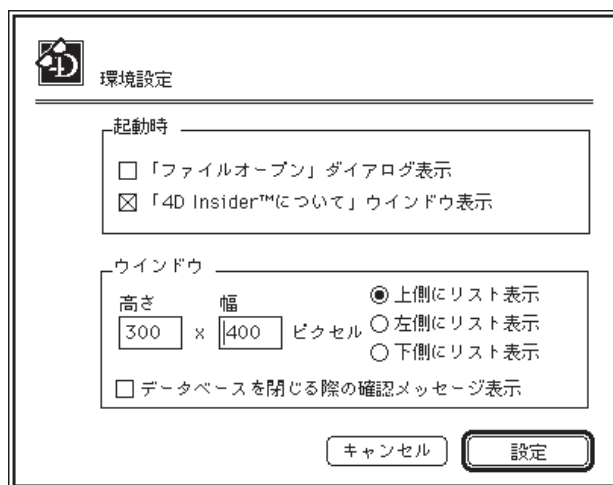 4D
環境設定
起動時
「ファイルオープン」ダイアログ表示
「4D Insider™について」ウインドウ表示
ウインドウ
高さ 幅
300 x 400 ピクセル
上側にリスト表示
左側にリスト表示
下側にリスト表示
データベースを閉じる際の確認メッセージ表示
キャンセル 設定